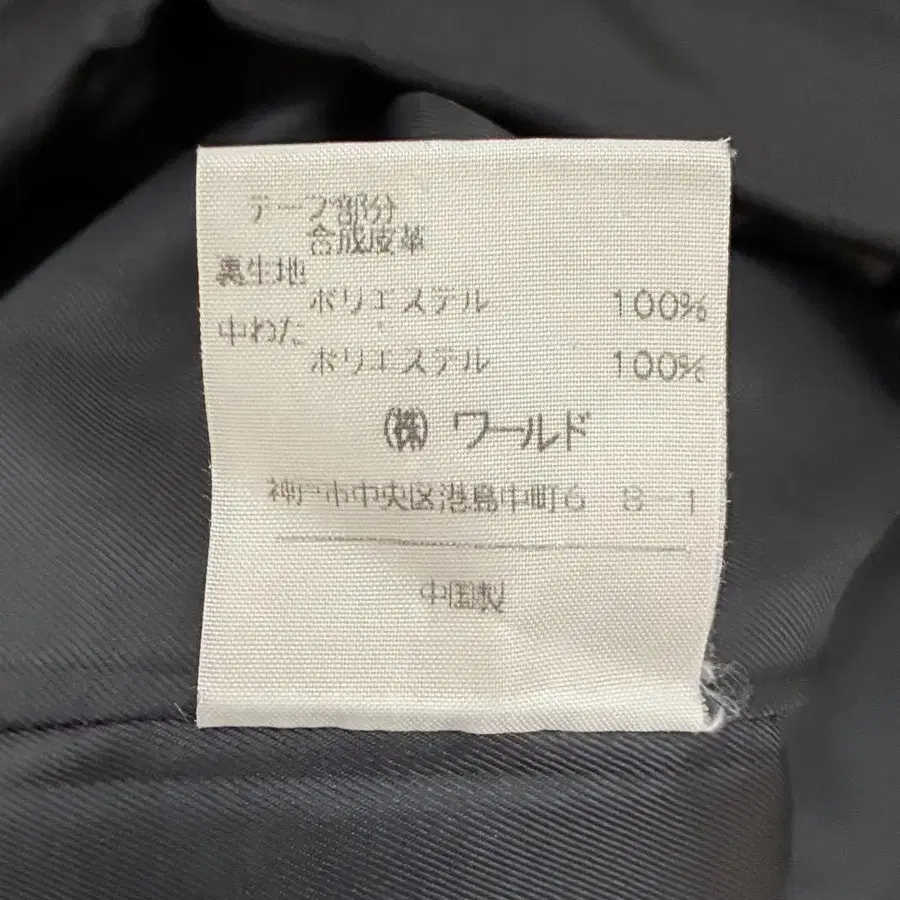 テープ部分
合成皮革
裏生地
ポリエステル 100%
中わた
ポリエステル 100%
(株) ワールド
神戸市中央区港島中町6 8-1
中国製